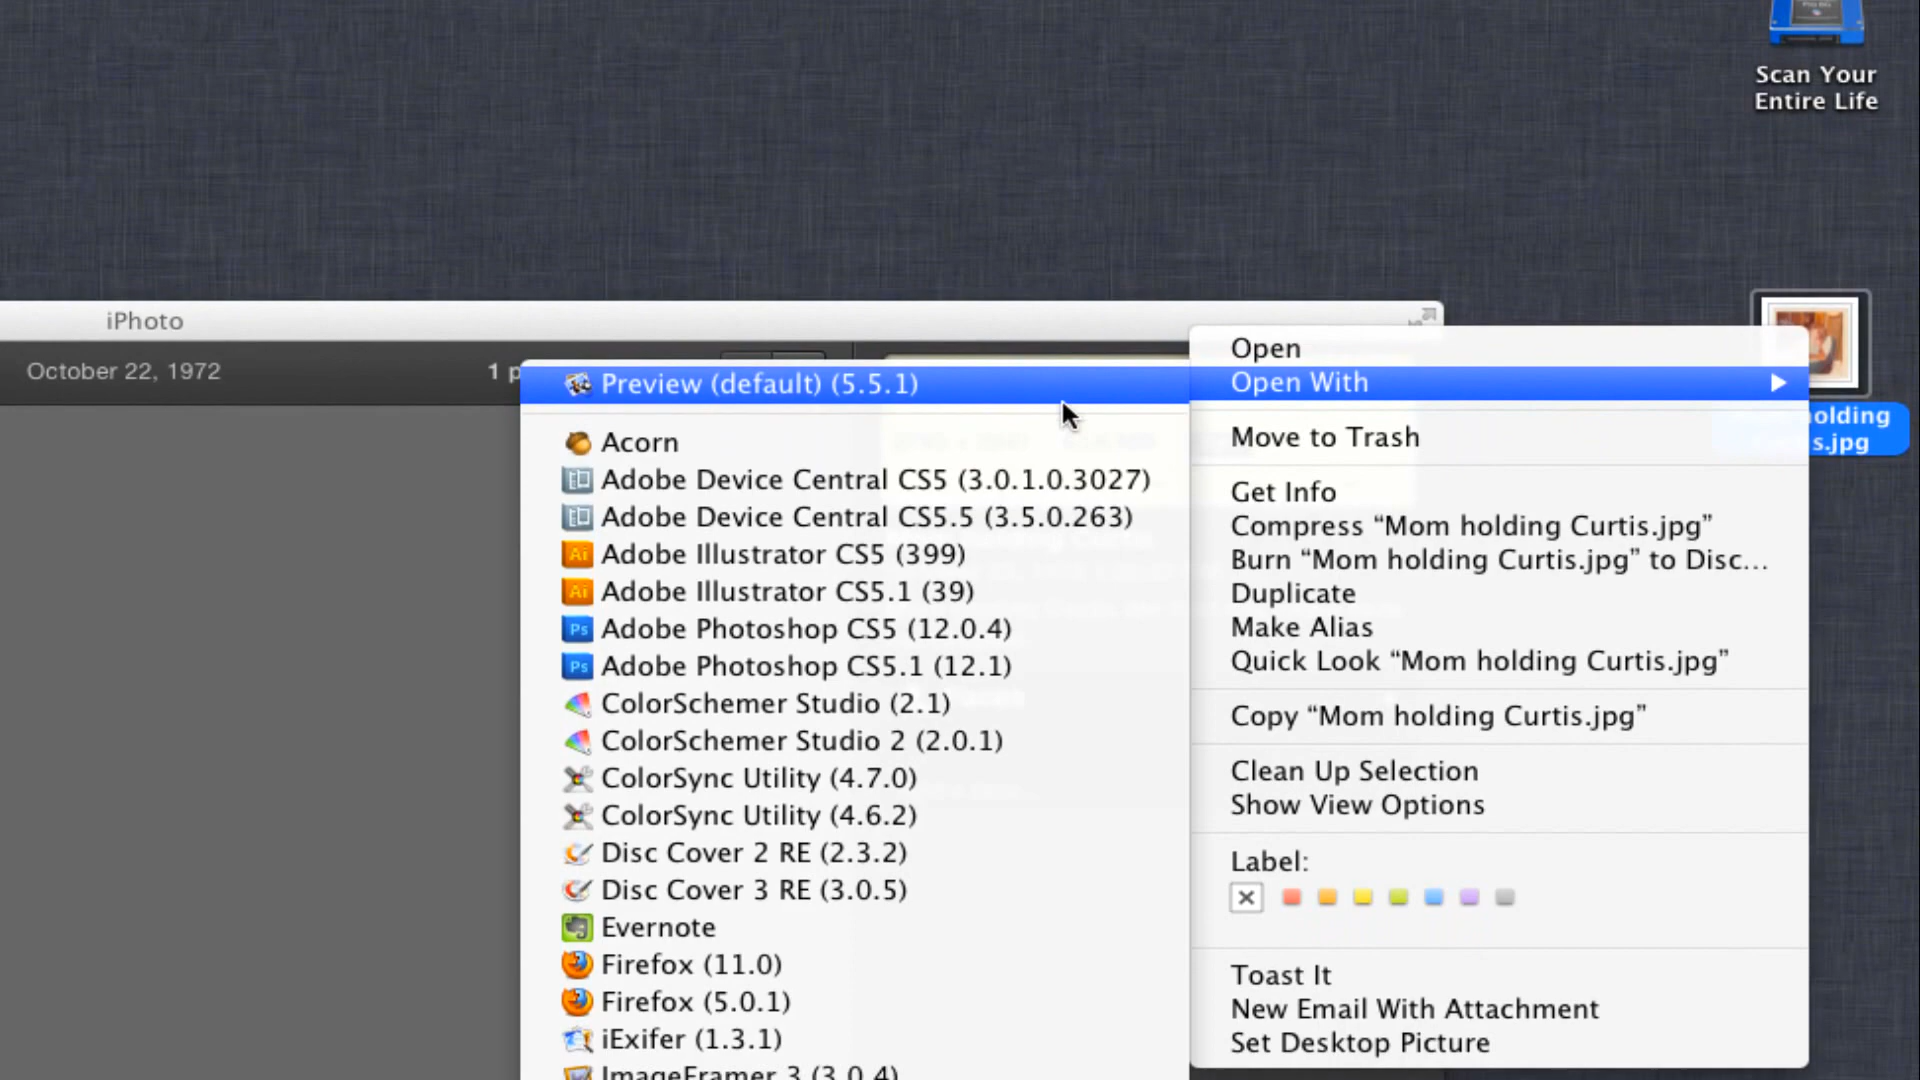 Scan Your
Entire Life
iPhoto
October 22, 1972
1 p
holding
s.jpg
Preview (default) (5.5.1)
Acorn
Adobe Device Central CS5 (3.0.1.0.3027)
Adobe Device Central CS5.5 (3.5.0.263)
Adobe Illustrator CS5 (399)
Adobe Illustrator CS5.1 (39)
Adobe Photoshop CS5 (12.0.4)
Adobe Photoshop CS5.1 (12.1)
ColorSchemer Studio (2.1)
ColorSchemer Studio 2 (2.0.1)
ColorSync Utility (4.7.0)
ColorSync Utility (4.6.2)
Disc Cover 2 RE (2.3.2)
Disc Cover 3 RE (3.0.5)
Evernote
Firefox (11.0)
Firefox (5.0.1)
iExifer (1.3.1)
ImageFramer 3 (3.0.4)
Open
Open With
Move to Trash
Get Info
Compress “Mom holding Curtis.jpg”
Burn “Mom holding Curtis.jpg” to Disc...
Duplicate
Make Alias
Quick Look “Mom holding Curtis.jpg”
Copy “Mom holding Curtis.jpg”
Clean Up Selection
Show View Options
Label:
Toast It
New Email With Attachment
Set Desktop Picture